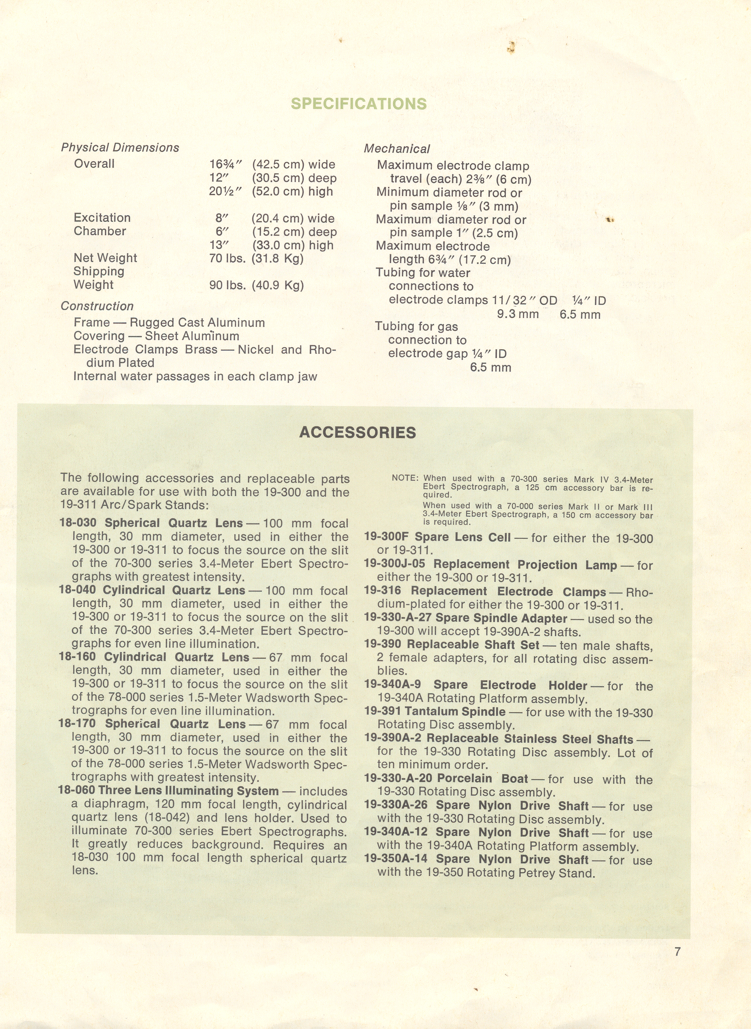 SPECIFICATIONS
Physical Dimensions
Overall 16¾″ (42.5 cm) wide
12″ (30.5 cm) deep
20½″ (52.0 cm) high
Excitation 8″ (20.4 cm) wide
Chamber 6″ (15.2 cm) deep
13″ (33.0 cm) high
Net Weight 70 lbs. (31.8 Kg)
Shipping
Weight 90 lbs. (40.9 Kg)
Construction
Frame — Rugged Cast Aluminum
Covering — Sheet Aluminum
Electrode Clamps Brass — Nickel and Rho-
dium Plated
Internal water passages in each clamp jaw
Mechanical
Maximum electrode clamp
travel (each) 2⅜″ (6 cm)
Minimum diameter rod or
pin sample ⅛″ (3 mm)
Maximum diameter rod or
pin sample 1″ (2.5 cm)
Maximum electrode
length 6¾″ (17.2 cm)
Tubing for water
connections to
electrode clamps 11/32″ OD ¼″ ID
9.3 mm 6.5 mm
Tubing for gas
connection to
electrode gap ¼″ ID
6.5 mm
ACCESSORIES
The following accessories and replaceable parts
are available for use with both the 19-300 and the
19-311 Arc/Spark Stands:
18-030 Spherical Quartz Lens — 100 mm focal
length, 30 mm diameter, used in either the
19-300 or 19-311 to focus the source on the slit
of the 70-300 series 3.4-Meter Ebert Spectro-
graphs with greatest intensity.
18-040 Cylindrical Quartz Lens — 100 mm focal
length, 30 mm diameter, used in either the
19-300 or 19-311 to focus the source on the slit
of the 70-300 series 3.4-Meter Ebert Spectro-
graphs for even line illumination.
18-160 Cylindrical Quartz Lens — 67 mm focal
length, 30 mm diameter, used in either the
19-300 or 19-311 to focus the source on the slit
of the 78-000 series 1.5-Meter Wadsworth Spec-
trographs for even line illumination.
18-170 Spherical Quartz Lens — 67 mm focal
length, 30 mm diameter, used in either the
19-300 or 19-311 to focus the source on the slit
of the 78-000 series 1.5-Meter Wadsworth Spec-
trographs with greatest intensity.
18-060 Three Lens Illuminating System — includes
a diaphragm, 120 mm focal length, cylindrical
quartz lens (18-042) and lens holder. Used to
illuminate 70-300 series Ebert Spectrographs.
It greatly reduces background. Requires an
18-030 100 mm focal length spherical quartz
lens.
NOTE: When used with a 70-300 series Mark IV 3.4-Meter
Ebert Spectrograph, a 125 cm accessory bar is re-
quired.
When used with a 70-000 series Mark II or Mark III
3.4-Meter Ebert Spectrograph, a 150 cm accessory bar
is required.
19-300F Spare Lens Cell — for either the 19-300
or 19-311.
19-300J-05 Replacement Projection Lamp — for
either the 19-300 or 19-311.
19-316 Replacement Electrode Clamps — Rho-
dium-plated for either the 19-300 or 19-311.
19-330-A-27 Spare Spindle Adapter — used so the
19-300 will accept 19-390A-2 shafts.
19-390 Replaceable Shaft Set — ten male shafts,
2 female adapters, for all rotating disc assem-
blies.
19-340A-9 Spare Electrode Holder — for the
19-340A Rotating Platform assembly.
19-391 Tantalum Spindle — for use with the 19-330
Rotating Disc assembly.
19-390A-2 Replaceable Stainless Steel Shafts —
for the 19-330 Rotating Disc assembly. Lot of
ten minimum order.
19-330-A-20 Porcelain Boat — for use with the
19-330 Rotating Disc assembly.
19-330A-26 Spare Nylon Drive Shaft — for use
with the 19-330 Rotating Disc assembly.
19-340A-12 Spare Nylon Drive Shaft — for use
with the 19-340A Rotating Platform assembly.
19-350A-14 Spare Nylon Drive Shaft — for use
with the 19-350 Rotating Petrey Stand.
7